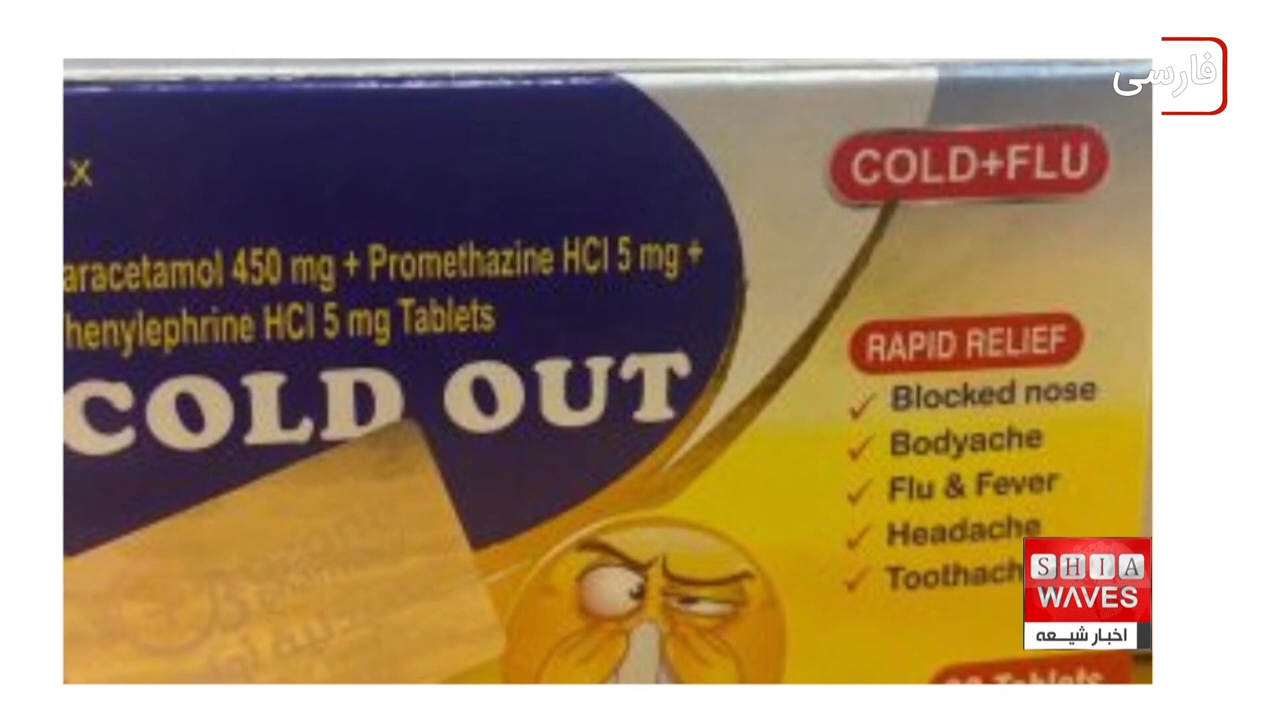 فارسی
COLD+FLU
.x
aracetamol 450 mg + Promethazine HCl 5 mg +
henylephrine HCl 5 mg Tablets
COLD OUT
RAPID RELIEF
Blocked nose
Bodyache
Flu & Fever
Headache
Toothach
Tablets
SHIA
WAVES
اخبار شیعه